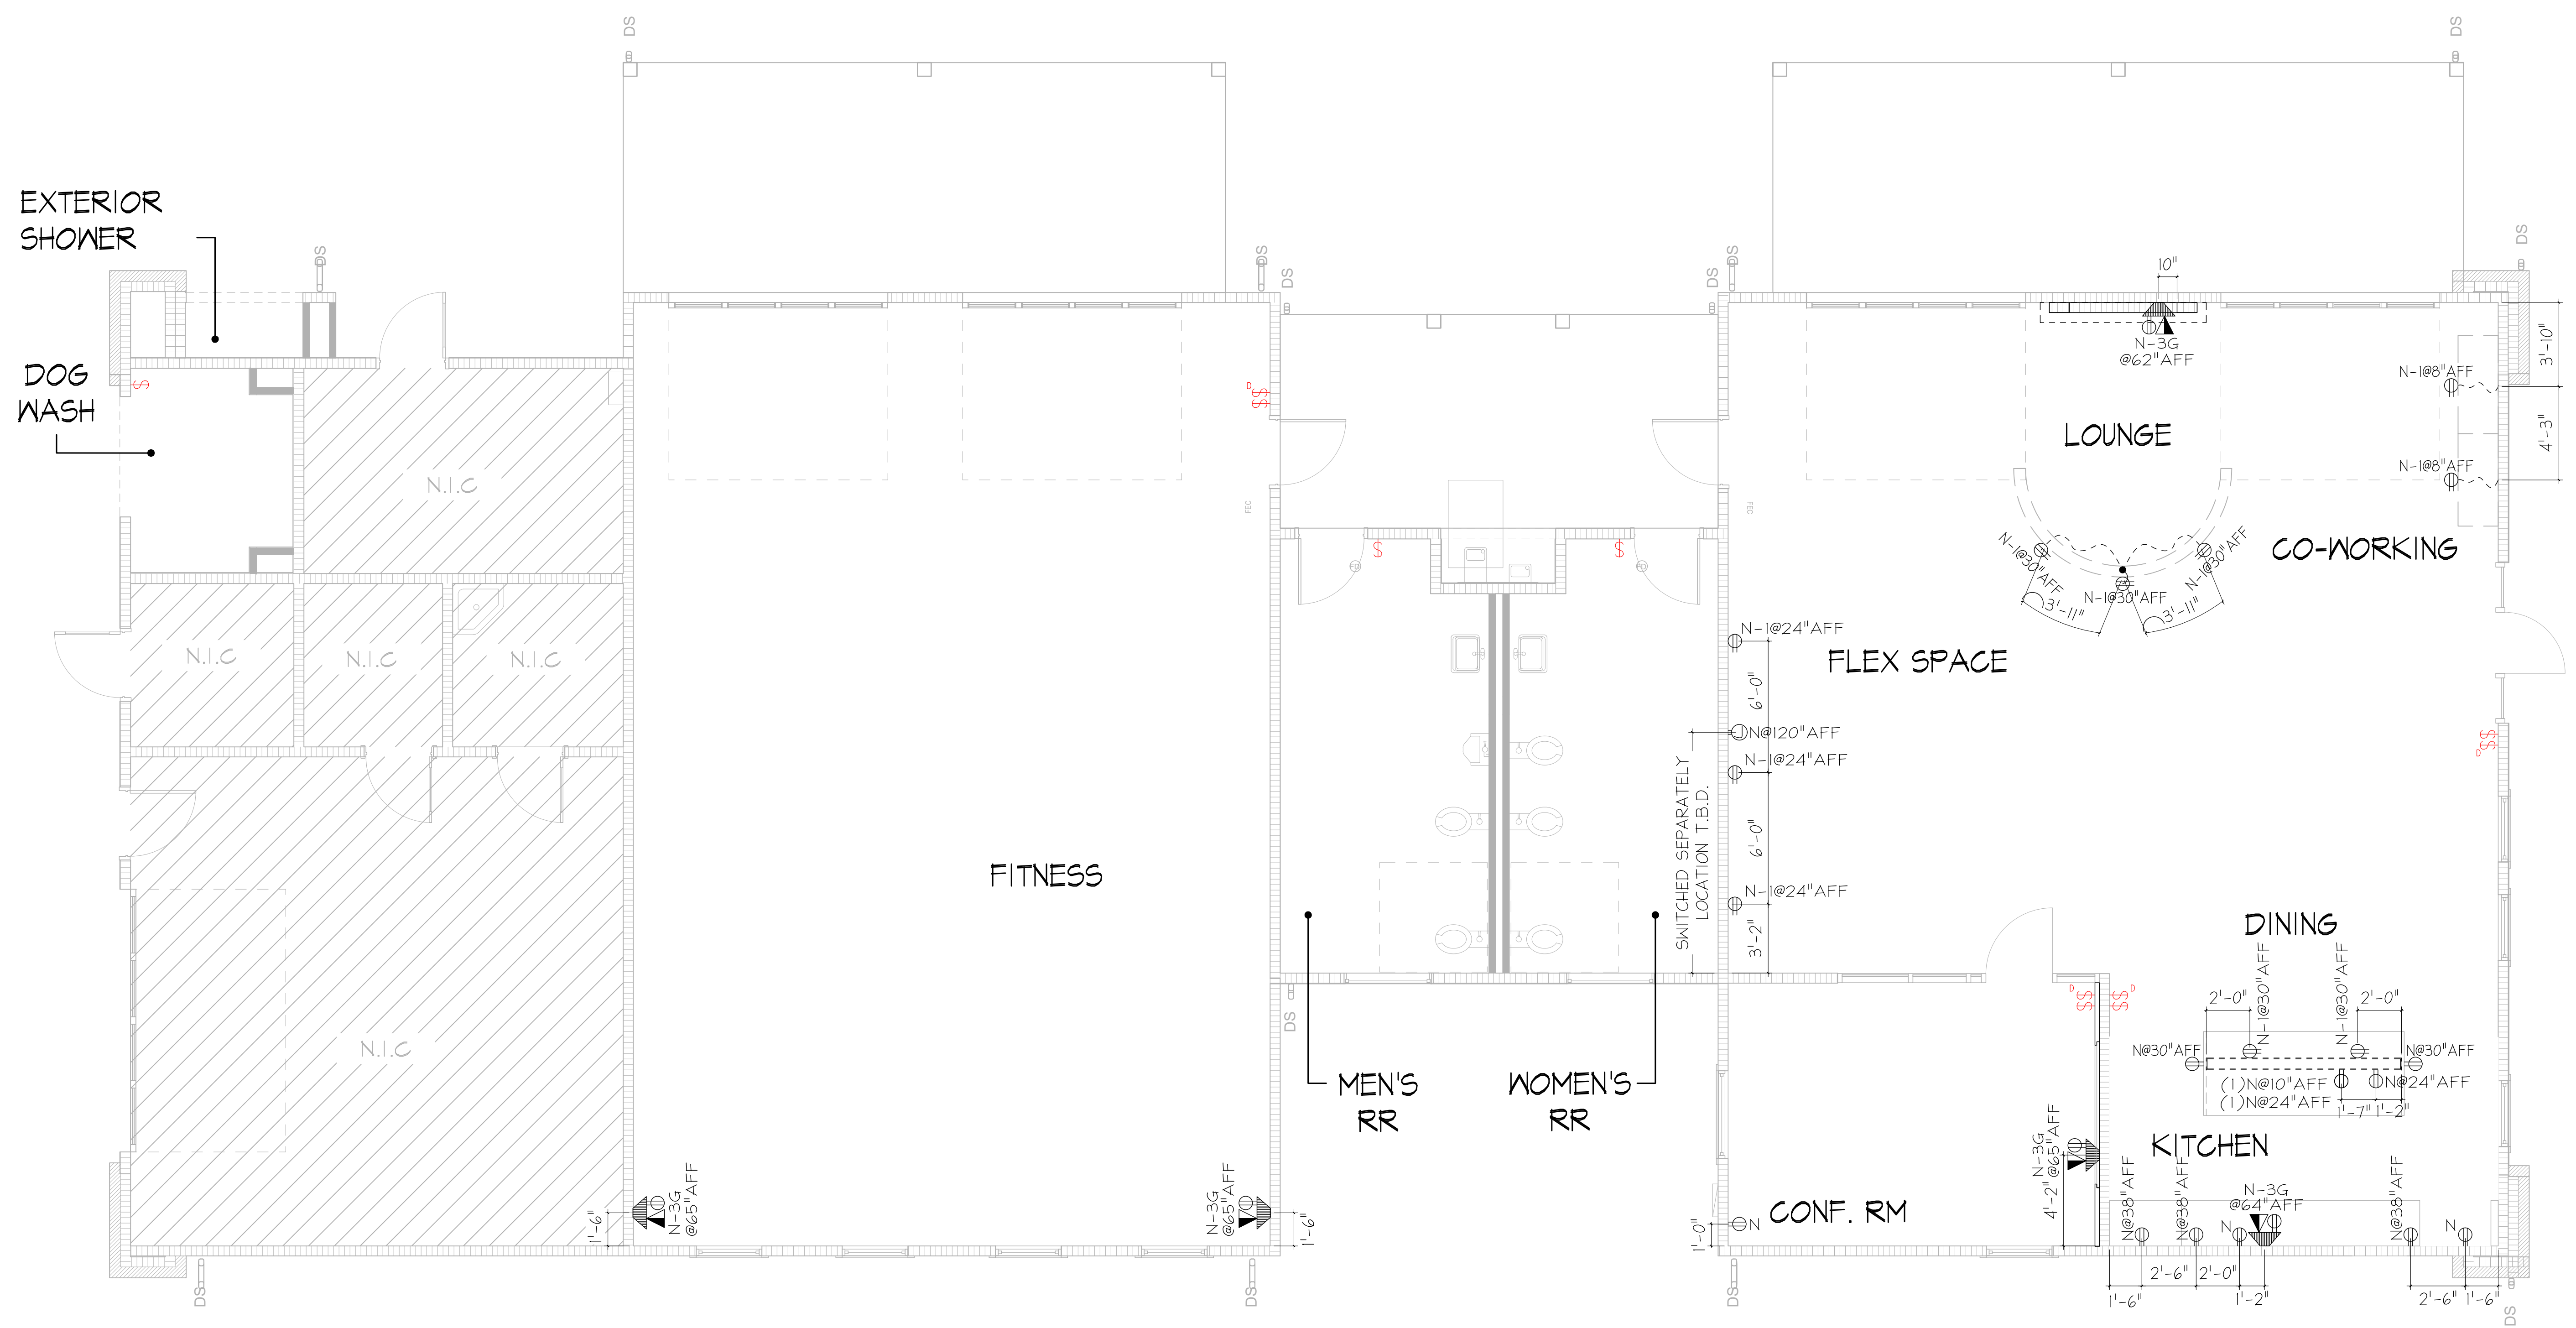 DS
DS
EXTERIOR
SHOWER
DS
DS
DS
DS
DS
DS
10"
N-3G
@62"AFF
3'-10"
DOG
WASH
$
D
$$
N-1@8"AFF
4'-3"
LOUNGE
N-1@8"AFF
N.I.C
FEC
FEC
CO-WORKING
$
$
N-1@30"AFF
N-1@30"AFF
N-1@30"AFF
3'-11"
3'-11"
FD
FD
N-1@24"AFF
N.I.C
N.I.C
N.I.C
FLEX SPACE
6'-0"
J
N@120"AFF
N-1@24"AFF
$$
D
SWITCHED SEPARATELY
LOCATION T.B.D.
6'-0"
FITNESS
N-1@24"AFF
3'-2"
DINING
N-1@30"AFF
N-1@30"AFF
D
$$
D
$$
2'-0"
2'-0"
DS
N.I.C
N@30"AFF
N@30"AFF
MEN'S
RR
WOMEN'S
RR
(1)N@10"AFF
(1)N@24"AFF
N@24"AFF
1'-7"
1'-2"
KITCHEN
N-3G
@65"AFF
4'-2"
N-3G
@65"AFF
1'-6"
N-3G
@65"AFF
1'-6"
CONF. RM
N
1'-0"
N@38"AFF
N@38"AFF
N
N-3G
@64"AFF
N@38"AFF
N
1'-6"
2'-6"
2'-0"
1'-2"
2'-6"
1'-6"
DS
DS
DS
DS